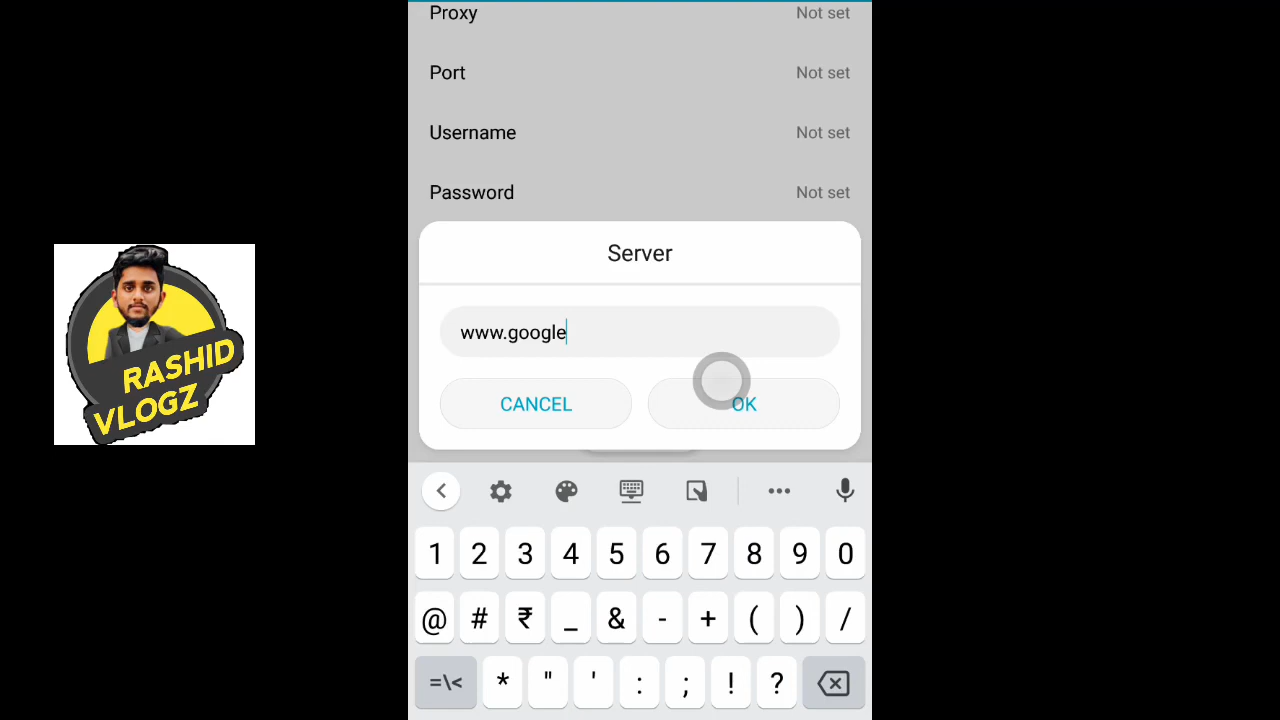 Proxy Not set
Port Not set
Username Not set
Password Not set
Server
www.google
CANCEL OK
RASHID
VLOGZ
1 2 3 4 5 6 7 8 9 0
@ # ₹ _ & - + ( ) /
=\< * " ' : ; ! ?